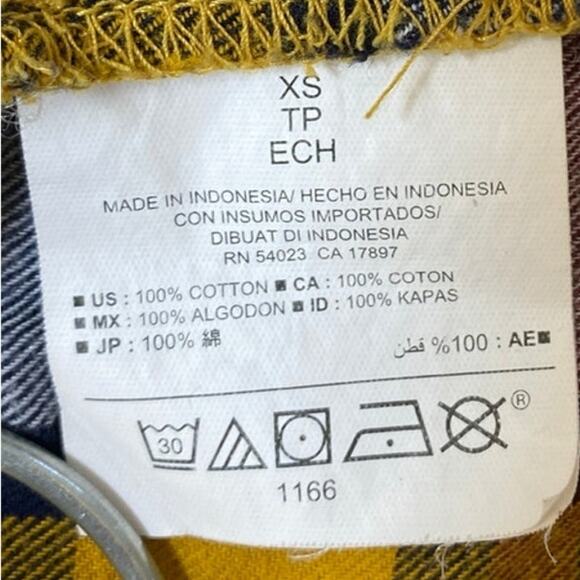 XS
TP
ECH
MADE IN INDONESIA/ HECHO EN INDONESIA
CON INSUMOS IMPORTADOS/
DIBUAT DI INDONESIA
RN 54023 CA 17897
■ US : 100% COTTON ■ CA : 100% COTON
■ MX : 100% ALGODON ■ ID : 100% KAPAS
■ JP : 100% 綿
■AE : 100% قطن
30
®
1166